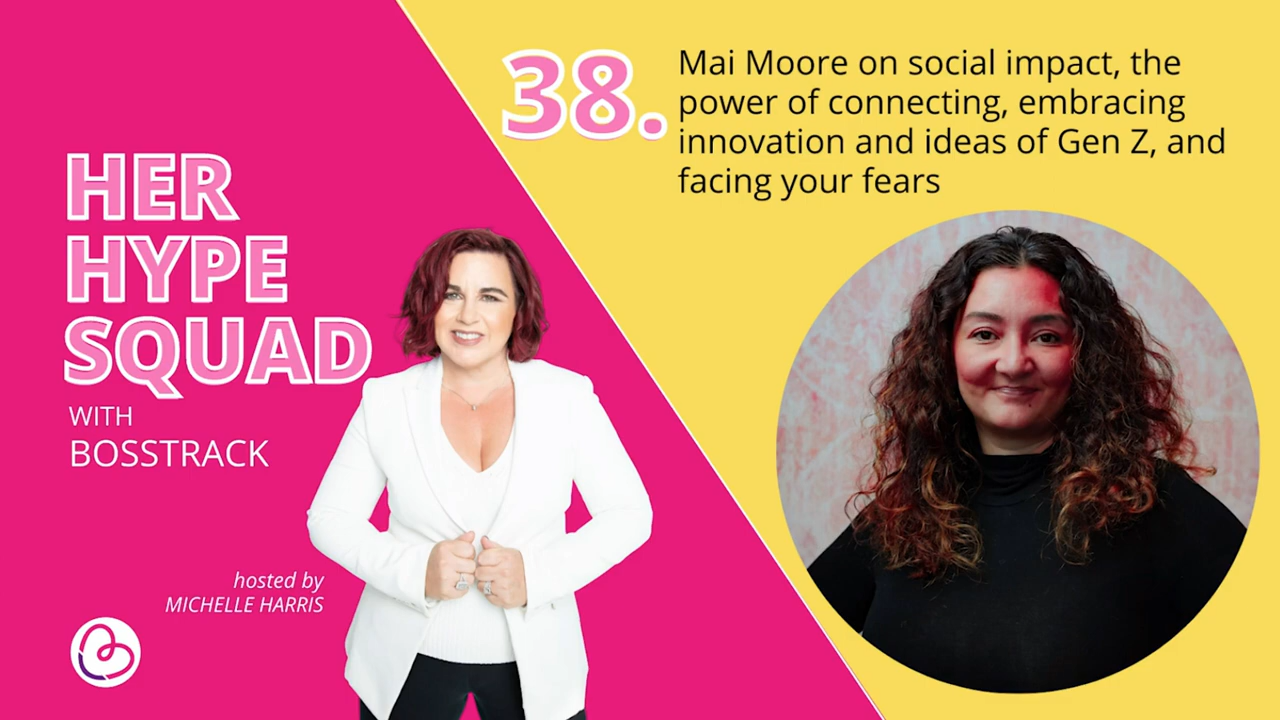 HER
HYPE
SQUAD
WITH
BOSSTRACK
hosted by
MICHELLE HARRIS
38.
Mai Moore on social impact, the
power of connecting, embracing
innovation and ideas of Gen Z, and
facing your fears